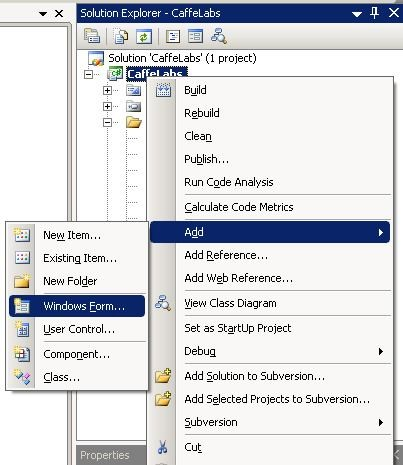 Solution Explorer - CaffeLabs
Solution 'CaffeLabs' (1 project)
CaffeLabs
Build
Rebuild
Clean
Publish...
Run Code Analysis
Calculate Code Metrics
Add
Add Reference...
Add Web Reference...
View Class Diagram
Set as StartUp Project
Debug
Add Solution to Subversion...
Add Selected Projects to Subversion...
Subversion
Cut
New Item...
Existing Item...
New Folder
Windows Form...
User Control...
Component...
Class...
Properties